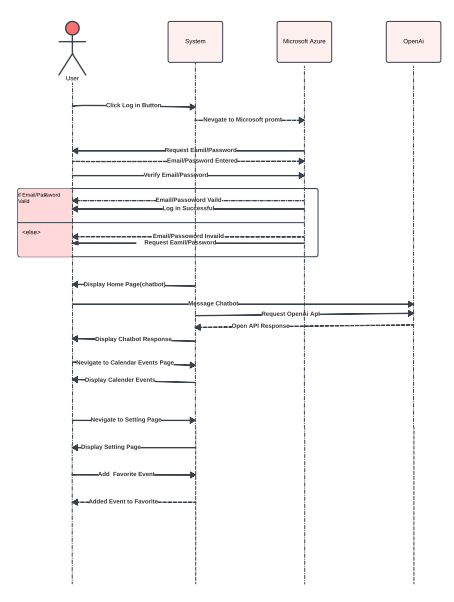 System
Microsoft Azure
OpenAi
User
Click Log in Button
Nevgate to Microsoft promt
Request Eamil/Password
Email/Password Entered
Verify Email/Password
if Email/Password
Vaild
Email/Passoword Vaild
Log in Successful
<else>
Email/Passoword Invaild
Request Eamil/Password
Display Home Page(chatbot)
Message Chatbot
Request OpenAi Api
Open API Response
Display Chatbot Response
Nevigate to Calendar Events Page
Display Calender Events
Nevigate to Setting Page
Display Setting Page
Add Favorite Event
Added Event to Favorite